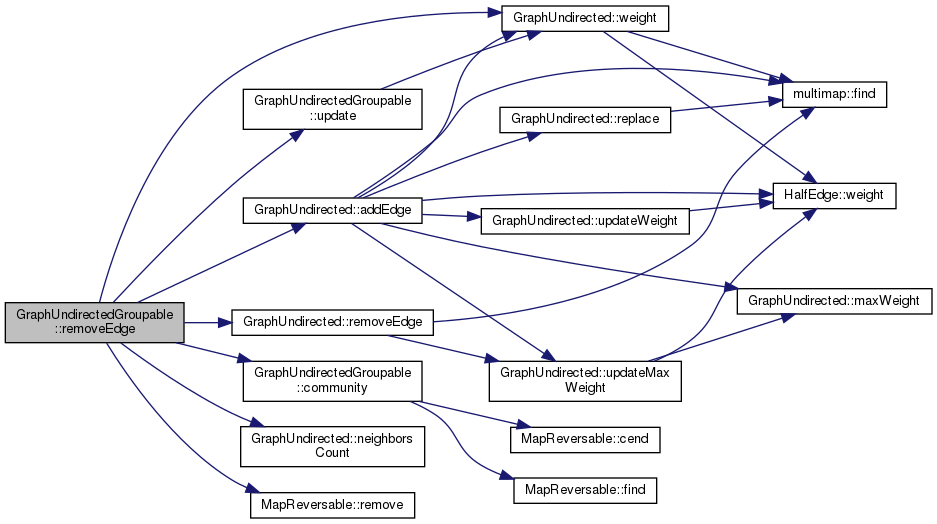 GraphUndirected::weight
multimap::find
GraphUndirectedGroupable
::update
GraphUndirected::replace
HalfEdge::weight
GraphUndirected::addEdge
GraphUndirected::updateWeight
GraphUndirected::maxWeight
GraphUndirectedGroupable
::removeEdge
GraphUndirected::removeEdge
GraphUndirectedGroupable
::community
GraphUndirected::updateMax
Weight
GraphUndirected::neighbors
Count
MapReversable::cend
MapReversable::find
MapReversable::remove